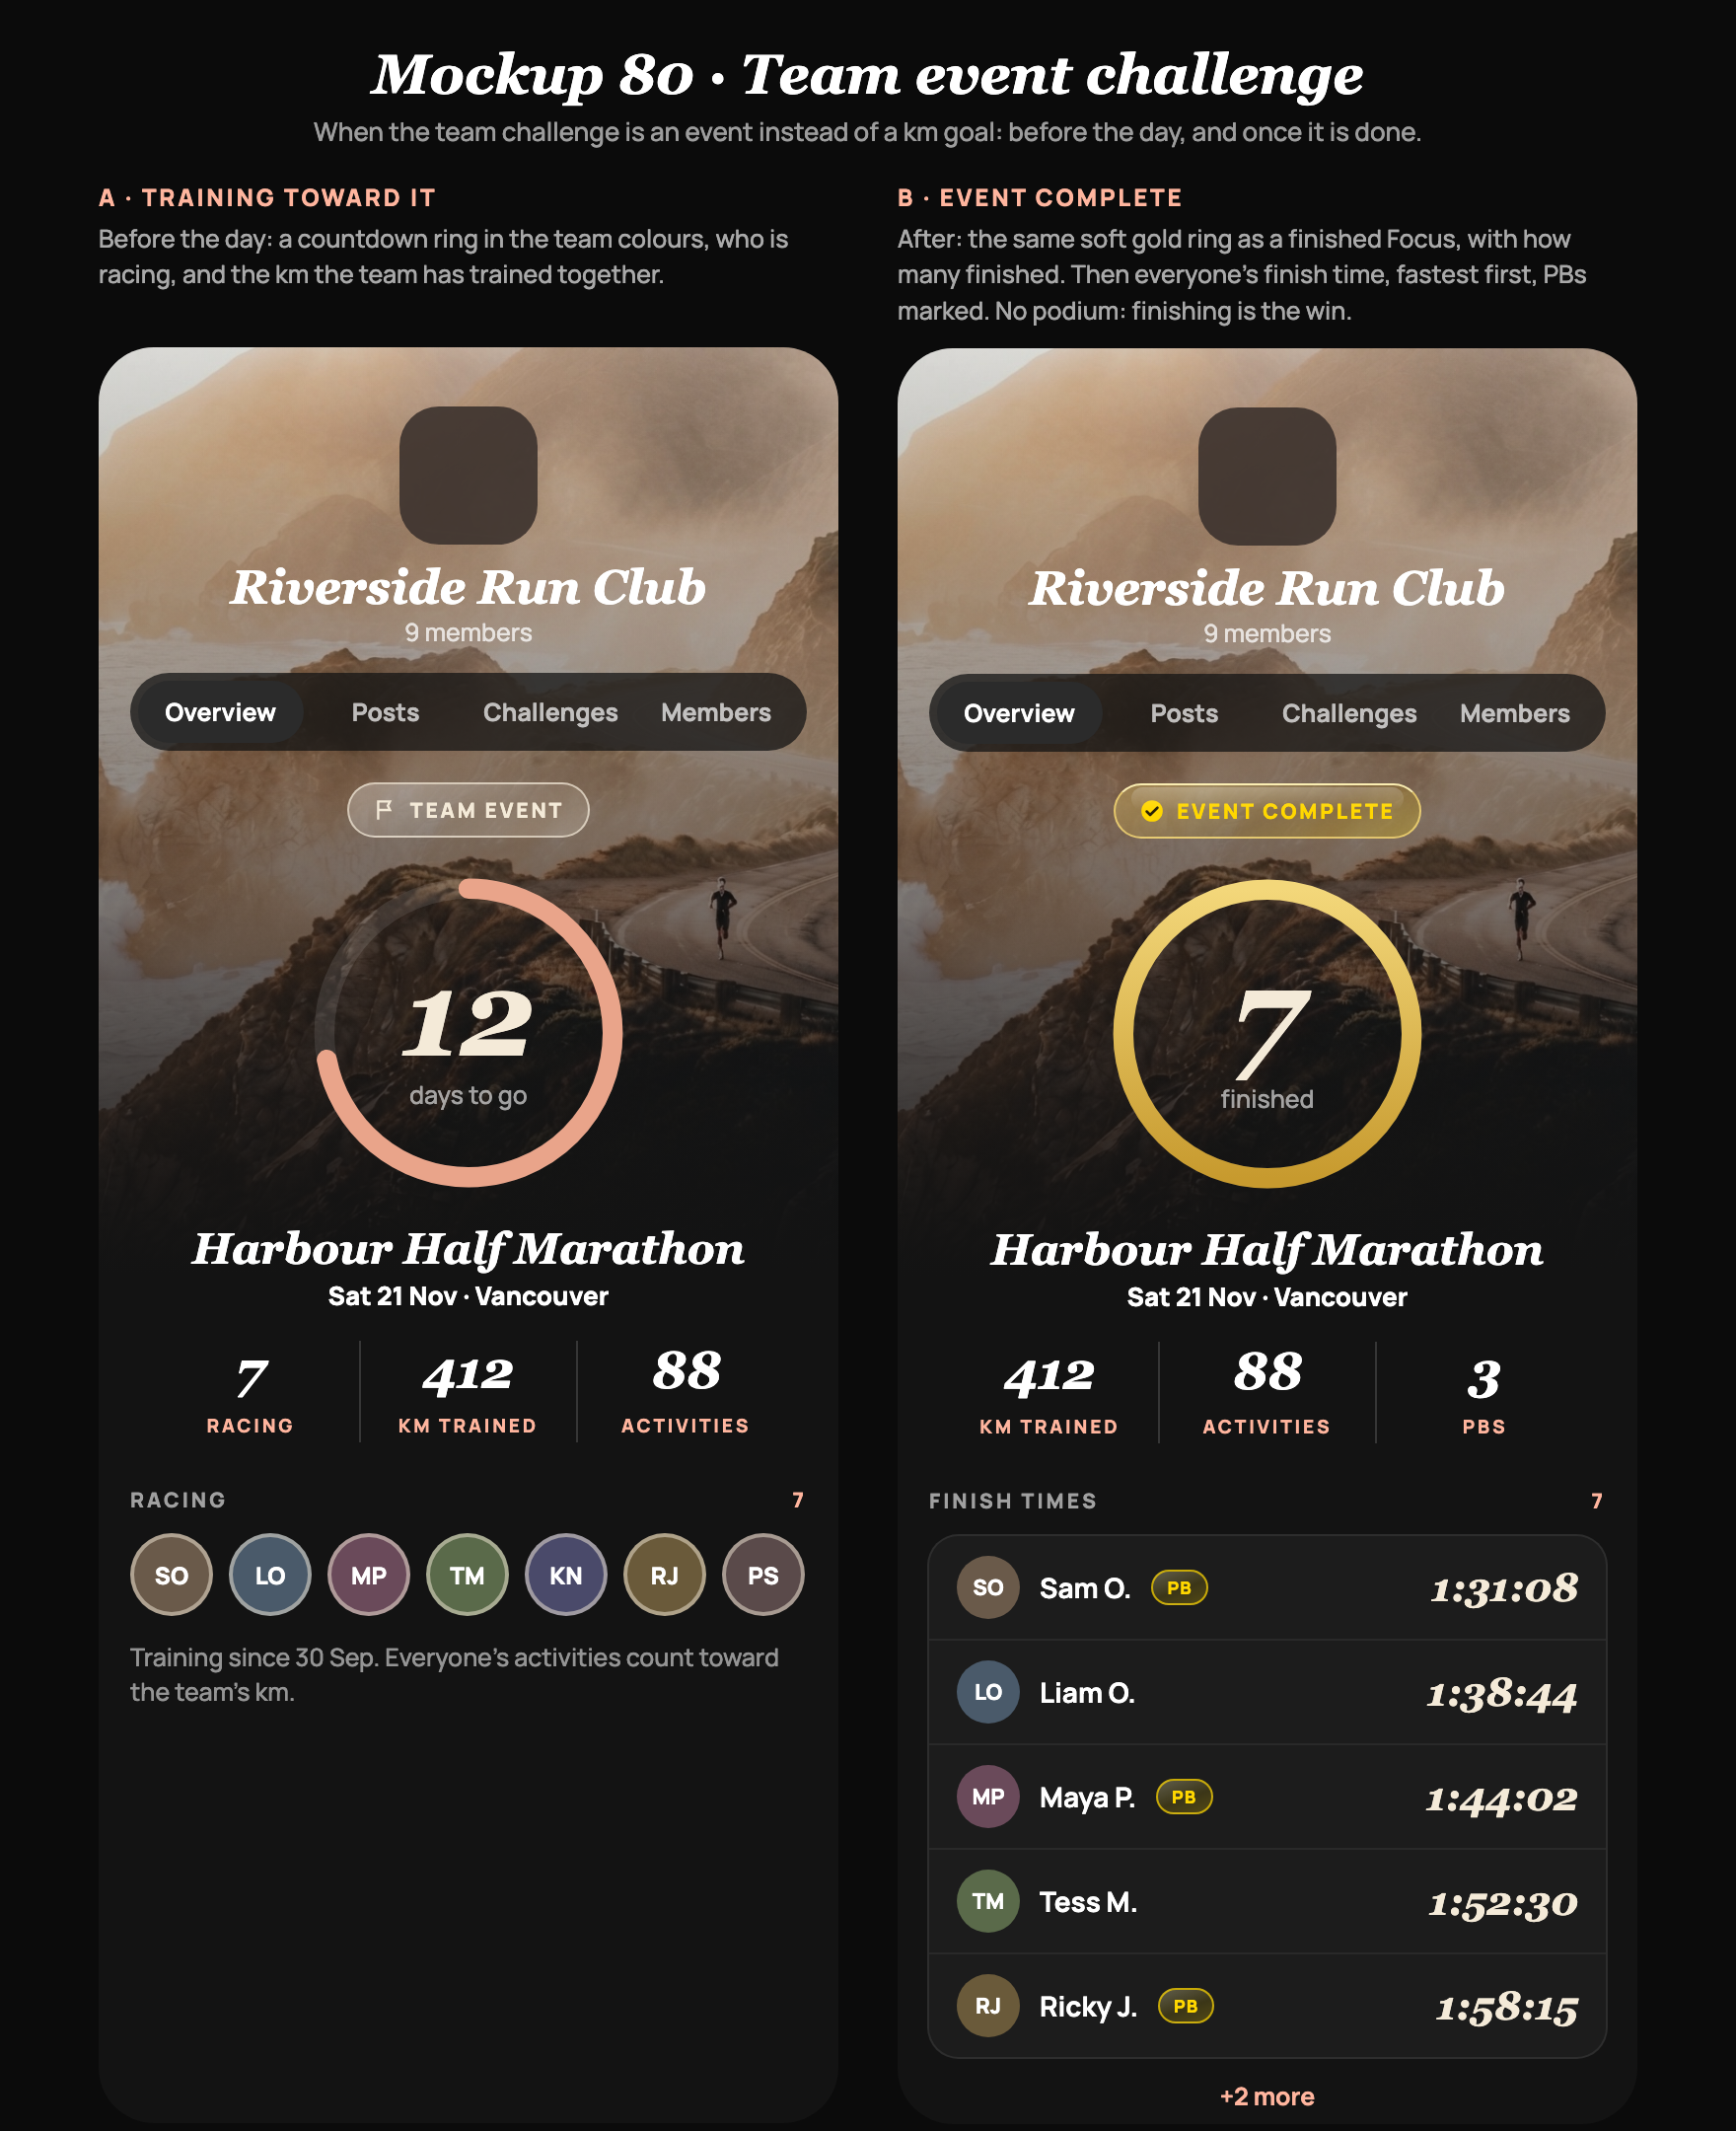 Mockup 80 · Team event challenge
When the team challenge is an event instead of a km goal: before the day, and once it is done.
A · TRAINING TOWARD IT
Before the day: a countdown ring in the team colours, who is
racing, and the km the team has trained together.
Riverside Run Club
9 members
Overview Posts Challenges Members
TEAM EVENT
12
days to go
Harbour Half Marathon
Sat 21 Nov · Vancouver
7 412 88
RACING KM TRAINED ACTIVITIES
RACING 7
SO LO MP TM KN RJ PS
Training since 30 Sep. Everyone’s activities count toward
the team’s km.
B · EVENT COMPLETE
After: the same soft gold ring as a finished Focus, with how
many finished. Then everyone’s finish time, fastest first, PBs
marked. No podium: finishing is the win.
Riverside Run Club
9 members
Overview Posts Challenges Members
EVENT COMPLETE
7
finished
Harbour Half Marathon
Sat 21 Nov · Vancouver
412 88 3
KM TRAINED ACTIVITIES PBS
FINISH TIMES 7
SO Sam O. PB 1:31:08
LO Liam O. 1:38:44
MP Maya P. PB 1:44:02
TM Tess M. 1:52:30
RJ Ricky J. PB 1:58:15
+2 more